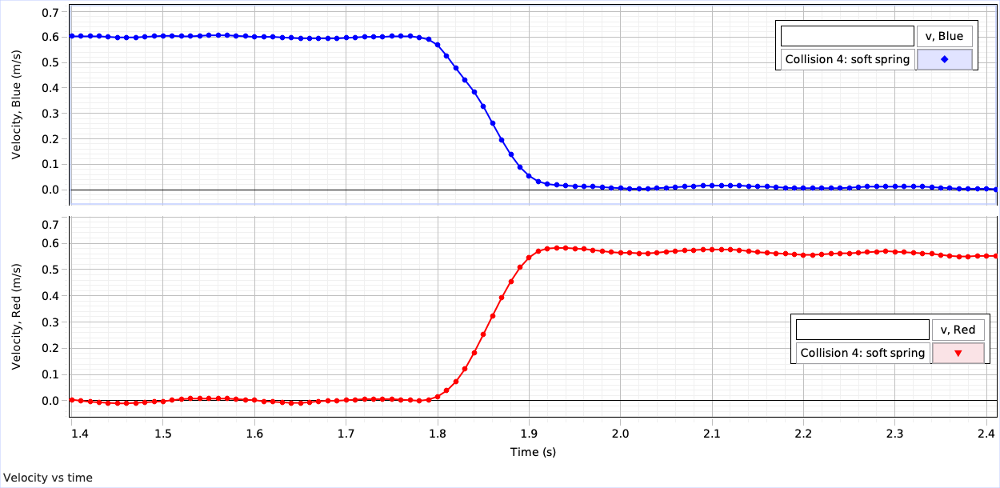 0.7
0.6
0.5
0.4
0.3
0.2
0.1
0.0
Velocity, Blue (m/s)
v, Blue
Collision 4: soft spring
0.7
0.6
0.5
0.4
0.3
0.2
0.1
0.0
Velocity, Red (m/s)
v, Red
Collision 4: soft spring
1.4 1.5 1.6 1.7 1.8 1.9 2.0 2.1 2.2 2.3 2.4
Time (s)
Velocity vs time